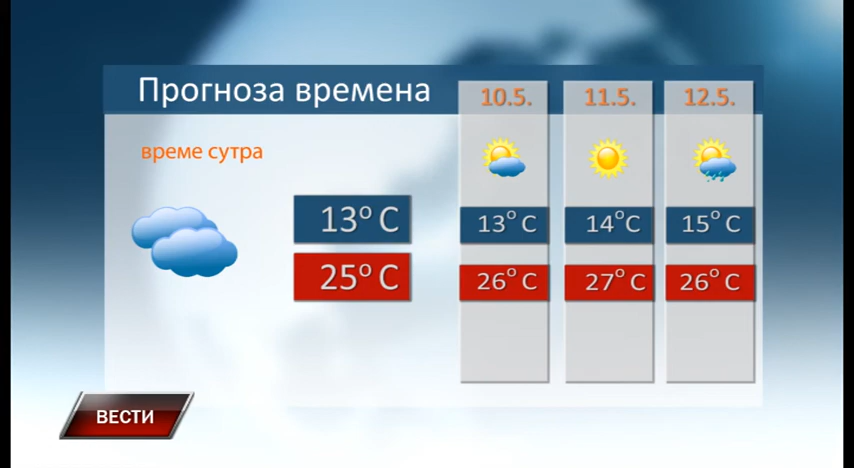 Прогноза времена
10.5.
11.5.
12.5.
време сутра
13° C
25° C
13° C
14°C
15° C
26° C
27° C
26° C
ВЕСТИ